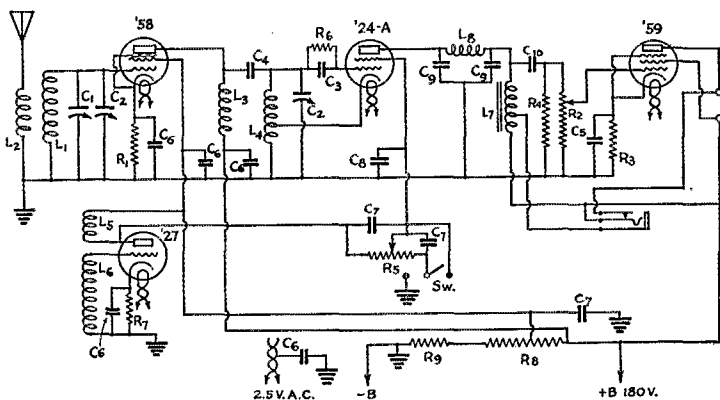 '58
'24-A
'59
R6
L8
C10
C4
C3
C9
C9
C1
C2
L3
C2
L7
R4
R2
L2
L1
L4
C5
R1
C6
C6
C6
C8
R3
L5
'27
C7
C7
L6
R5
Sw.
C6
R7
C7
C6
R9
R8
2.5 V. A.C.
-B
+B 180V.